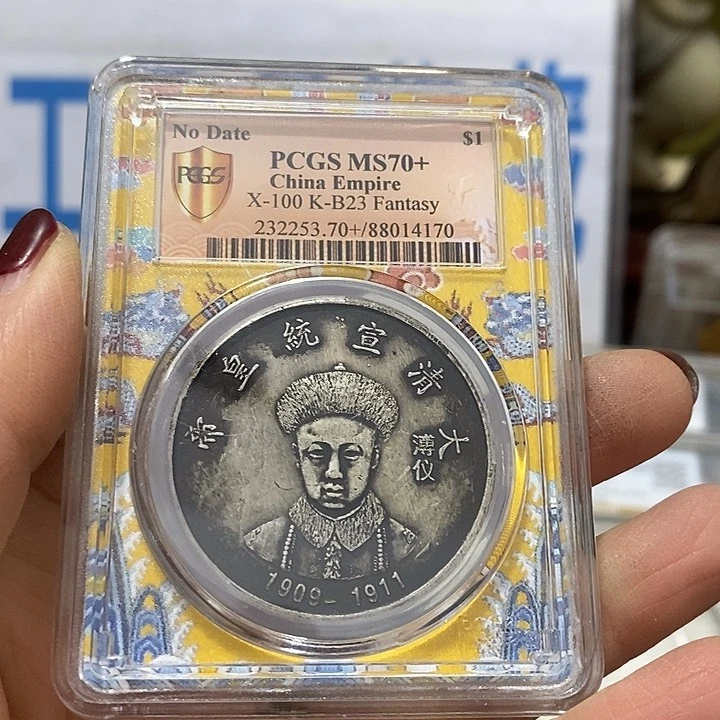 No Date
$1
PCGS
PCGS MS70+
China Empire
X-100 K-B23 Fantasy
232253.70+/88014170
大清宣統皇帝
溥仪
1909-1911